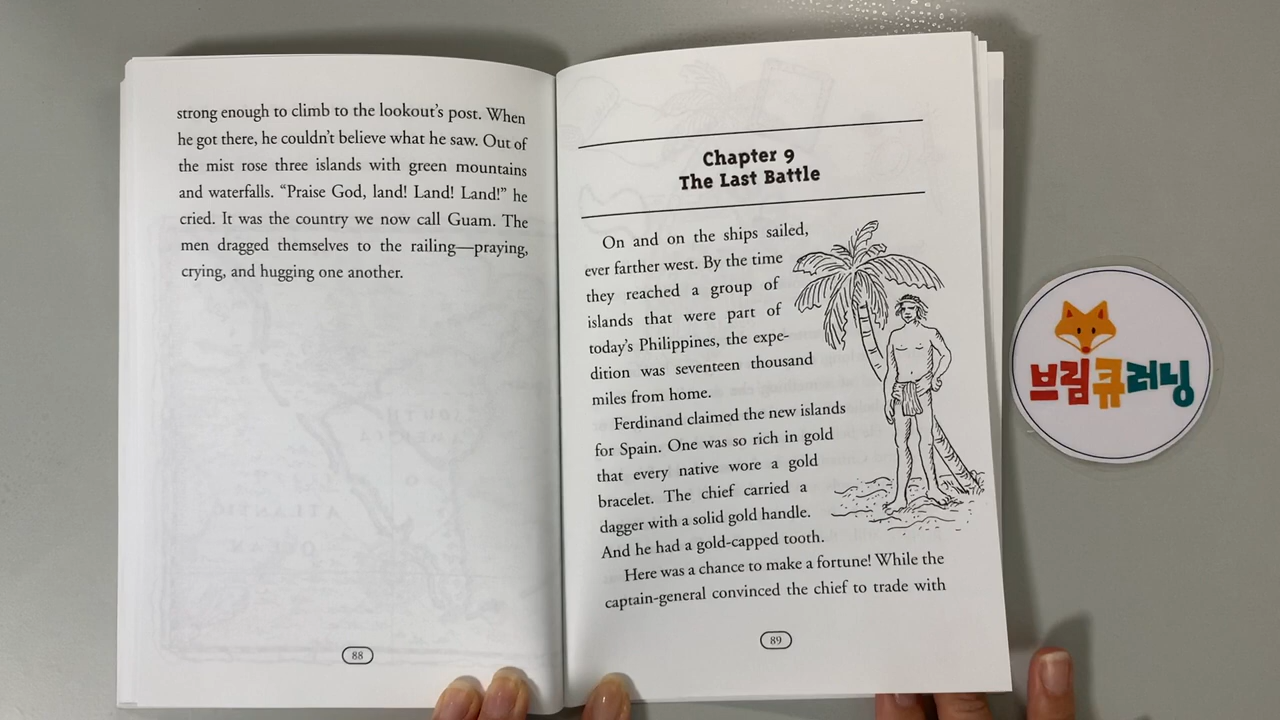 strong enough to climb to the lookout's post. When
he got there, he couldn't believe what he saw. Out of
the mist rose three islands with green mountains
and waterfalls. “Praise God, land! Land! Land!” he
cried. It was the country we now call Guam. The
men dragged themselves to the railing—praying,
crying, and hugging one another.
88
Chapter 9
The Last Battle
On and on the ships sailed,
ever farther west. By the time
they reached a group of
islands that were part of
today's Philippines, the expe-
dition was seventeen thousand
miles from home.
Ferdinand claimed the new islands
for Spain. One was so rich in gold
that every native wore a gold
bracelet. The chief carried a
dagger with a solid gold handle.
And he had a gold-capped tooth.
Here was a chance to make a fortune! While the
captain-general convinced the chief to trade with
89
브림큐러닝